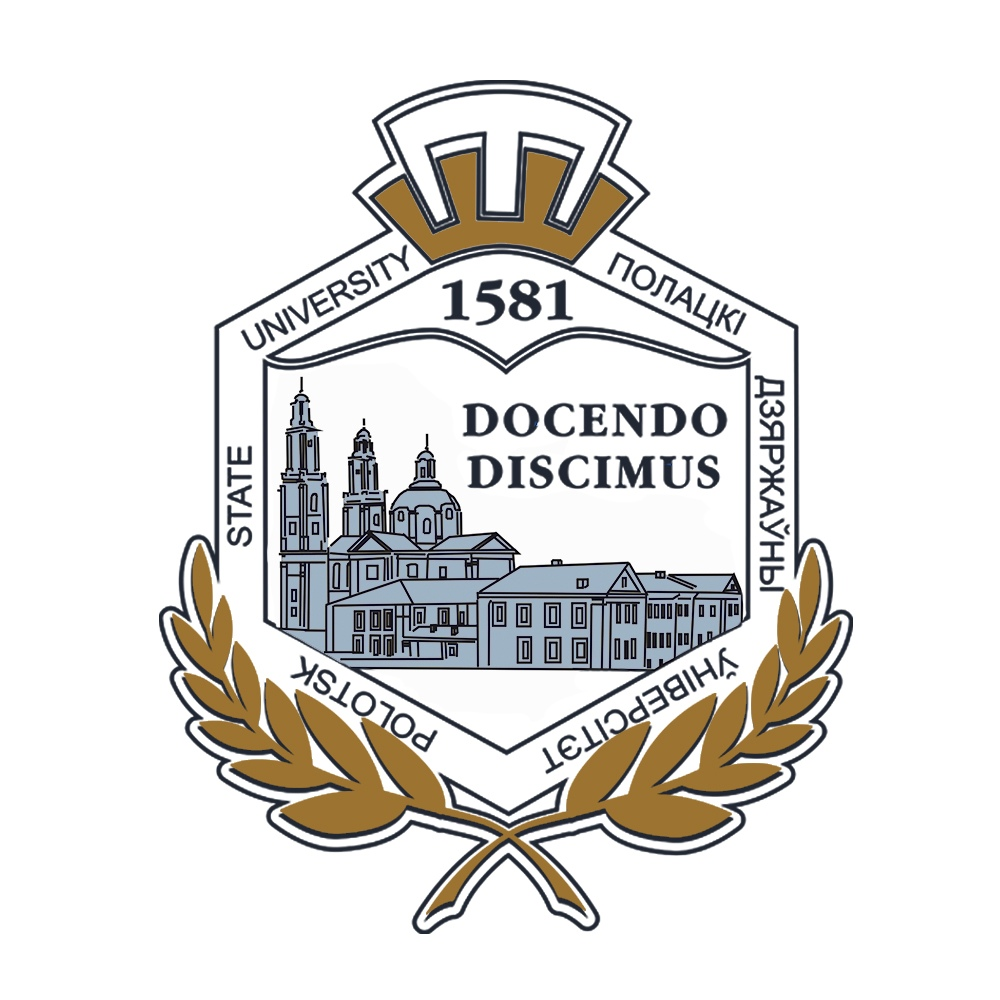 1581
DOCENDO
DISCIMUS
POLOTSK
STATE
UNIVERSITY
ПОЛАЦКІ
ДЗЯРЖАЎНЫ
ЎНІВЕРСІТЭТ